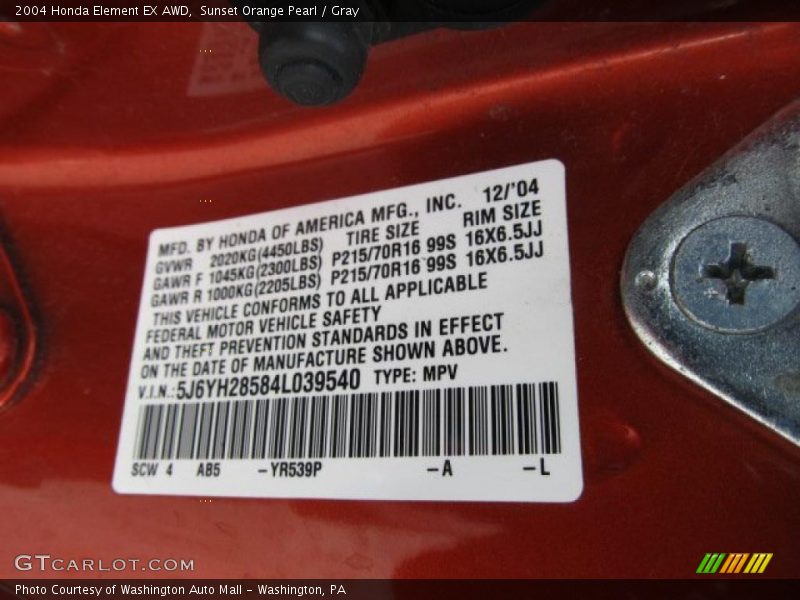 2004 Honda Element EX AWD,  Sunset Orange Pearl / Gray
MFD. BY HONDA OF AMERICA MFG., INC. 12/'04
GVWR 2020KG(4450LBS) TIRE SIZE RIM SIZE
GAWR F 1045KG(2300LBS) P215/70R16 99S 16X6.5JJ
GAWR R 1000KG(2205LBS) P215/70R16 99S 16X6.5JJ
THIS VEHICLE CONFORMS TO ALL APPLICABLE
FEDERAL MOTOR VEHICLE SAFETY
AND THEFT PREVENTION STANDARDS IN EFFECT
ON THE DATE OF MANUFACTURE SHOWN ABOVE.
V.I.N.: 5J6YH28584L039540 TYPE: MPV
SCW 4 AB5 -YR539P -A -L
GTCARLOT.COM
Photo Courtesy of Washington Auto Mall - Washington, PA